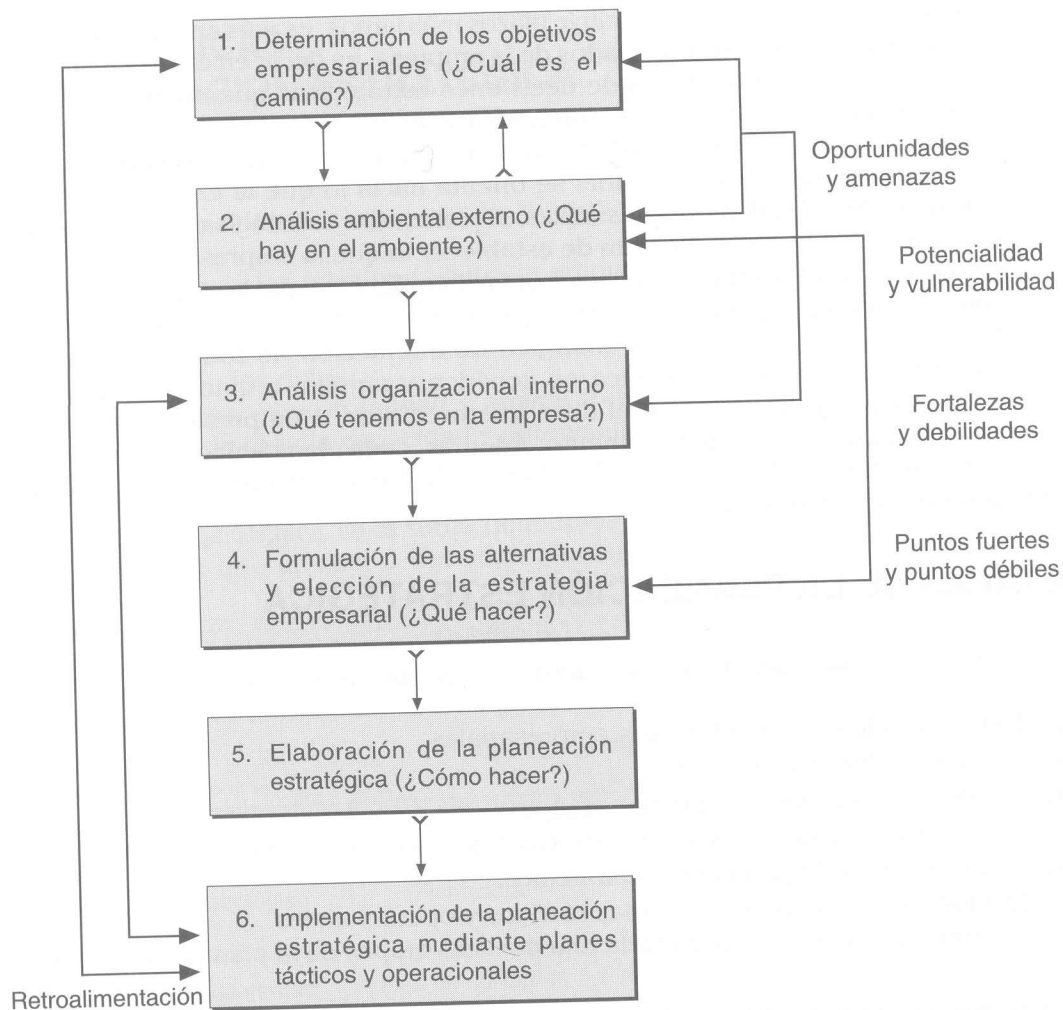 1. Determinación de los objetivos
empresariales (¿Cuál es el
camino?)
Oportunidades
y amenazas
2. Análisis ambiental externo (¿Qué
hay en el ambiente?)
Potencialidad
y vulnerabilidad
3. Análisis organizacional interno
(¿Qué tenemos en la empresa?)
Fortalezas
y debilidades
4. Formulación de las alternativas
y elección de la estrategia
empresarial (¿Qué hacer?)
Puntos fuertes
y puntos débiles
5. Elaboración de la planeación
estratégica (¿Cómo hacer?)
6. Implementación de la planeación
estratégica mediante planes
tácticos y operacionales
Retroalimentación